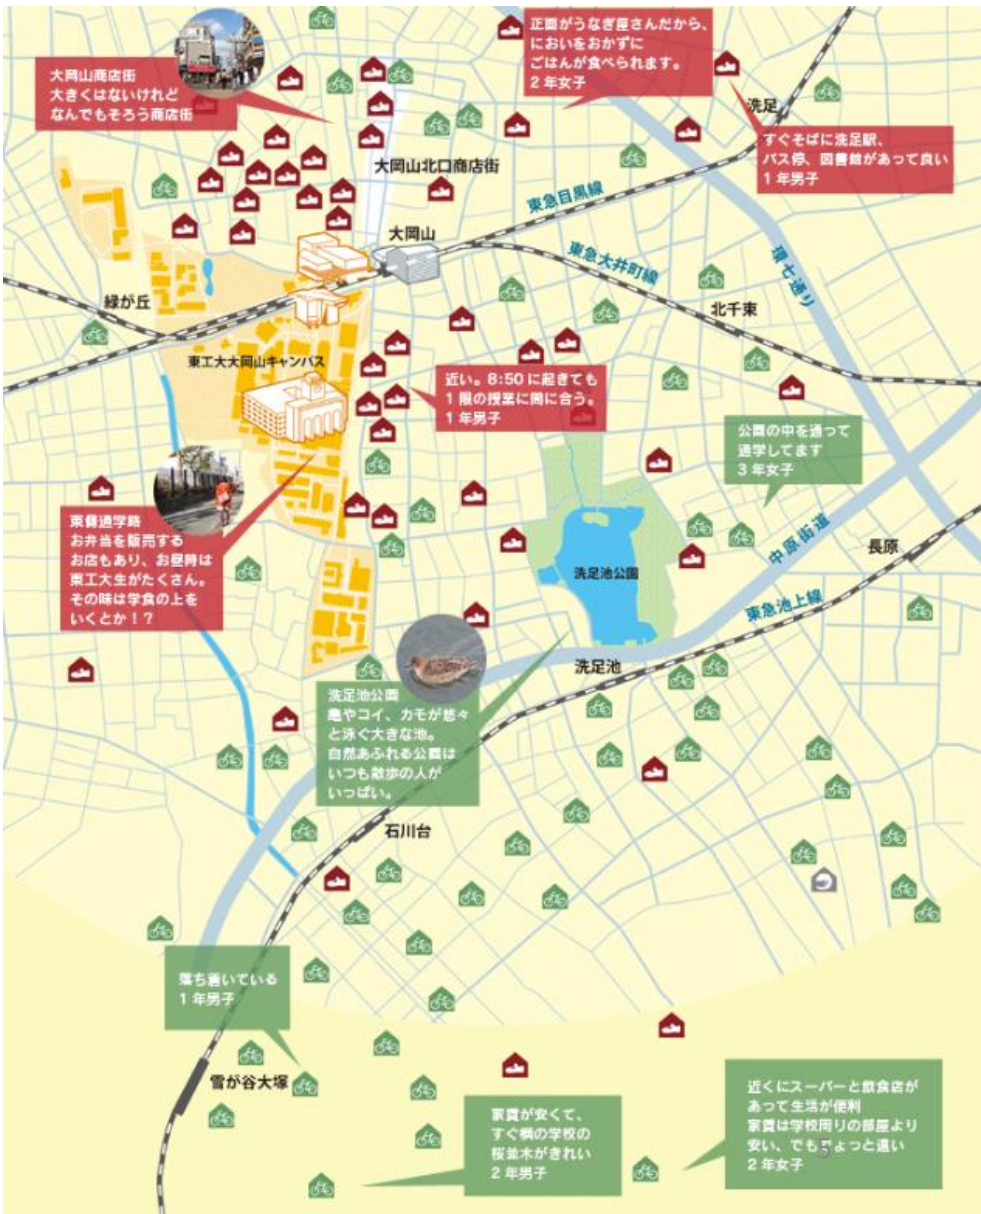 正面がうなぎ屋さんだから、
においをおかずに
ごはんが食べられます。
2年女子
大岡山商店街
大きくはないけれど
なんでもそろう商店街
洗足
すぐそばに洗足駅、
バス停、図書館があって良い
1年男子
大岡山北口商店街
東急目黒線
大岡山
東急大井町線
環七通り
緑が丘
北千束
東工大大岡山キャンパス
近い。8:50に起きても
1限の授業に間に合う。
1年男子
公園の中を通って
通学してます
3年女子
東側通学路
お弁当を販売する
お店もあり、お昼時は
東工大生がたくさん。
その味は学食の上を
いくとか!?
中原街道
長原
洗足池公園
東急池上線
洗足池
洗足池公園
亀やコイ、カモが悠々
と泳ぐ大きな池。
自然あふれる公園は
いつも散歩の人が
いっぱい。
石川台
落ち着いている
1年男子
雪が谷大塚
家賃が安くて、
すぐ横の学校の
桜並木がきれい
2年男子
近くにスーパーと飲食店が
あって生活が便利
家賃は学校周りの部屋より
安い、でもちょっと遠い
2年女子
5